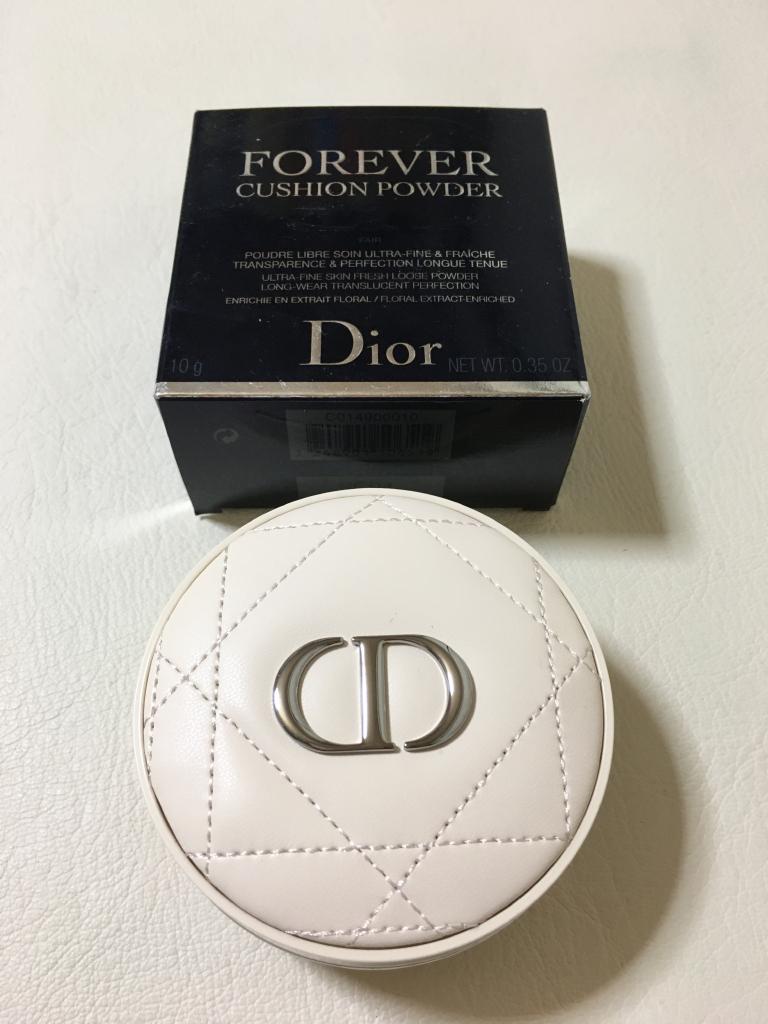 FOREVER
CUSHION POWDER
FAIR
POUDRE LIBRE SOIN ULTRA-FINE & FRAÎCHE
TRANSPARENCE & PERFECTION LONGUE TENUE
ULTRA-FINE SKIN FRESH LOOSE POWDER
LONG-WEAR TRANSLUCENT PERFECTION
ENRICHIE EN EXTRAIT FLORAL / FLORAL EXTRACT-ENRICHED
Dior
10 g
NET WT. 0.35 OZ
C014900010
CD